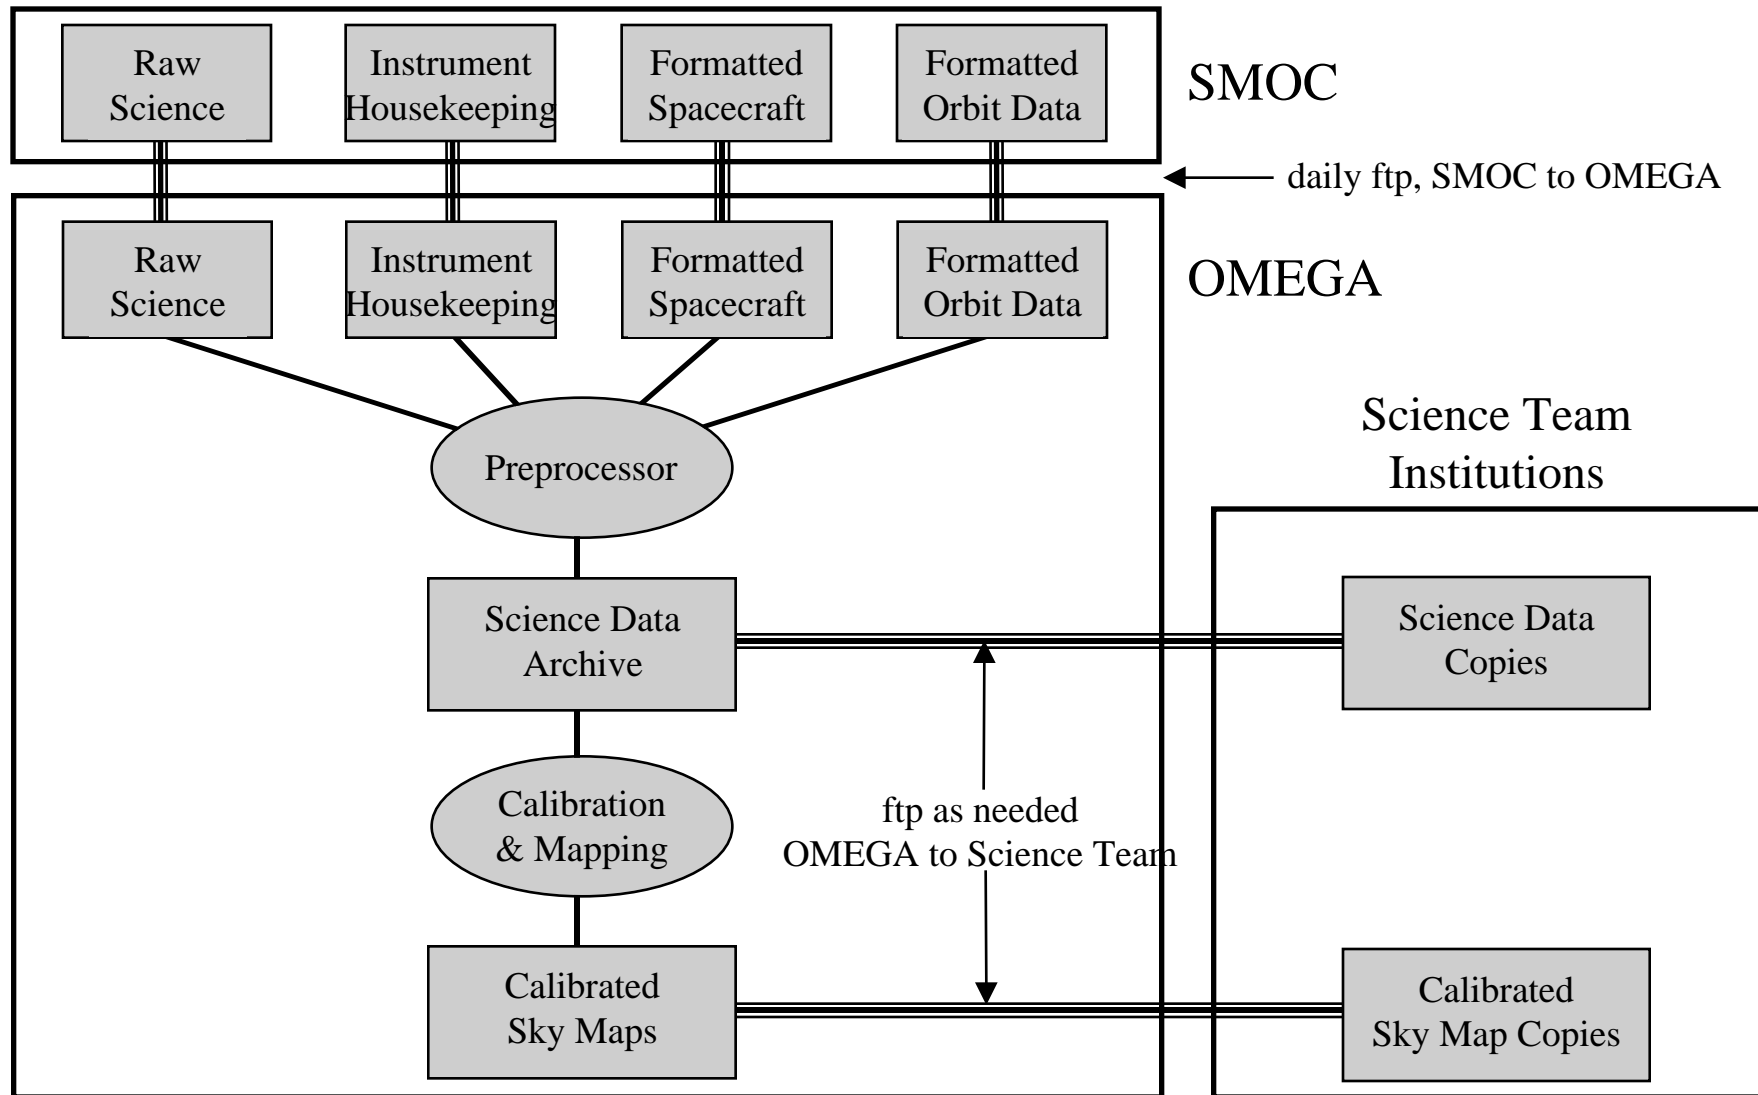 Raw
Science
Instrument
Housekeeping
Formatted
Spacecraft
Formatted
Orbit Data
SMOC
daily ftp, SMOC to OMEGA
Raw
Science
Instrument
Housekeeping
Formatted
Spacecraft
Formatted
Orbit Data
OMEGA
Preprocessor
Science Team
Institutions
Science Data
Archive
Science Data
Copies
Calibration
& Mapping
ftp as needed
OMEGA to Science Team
Calibrated
Sky Maps
Calibrated
Sky Map Copies